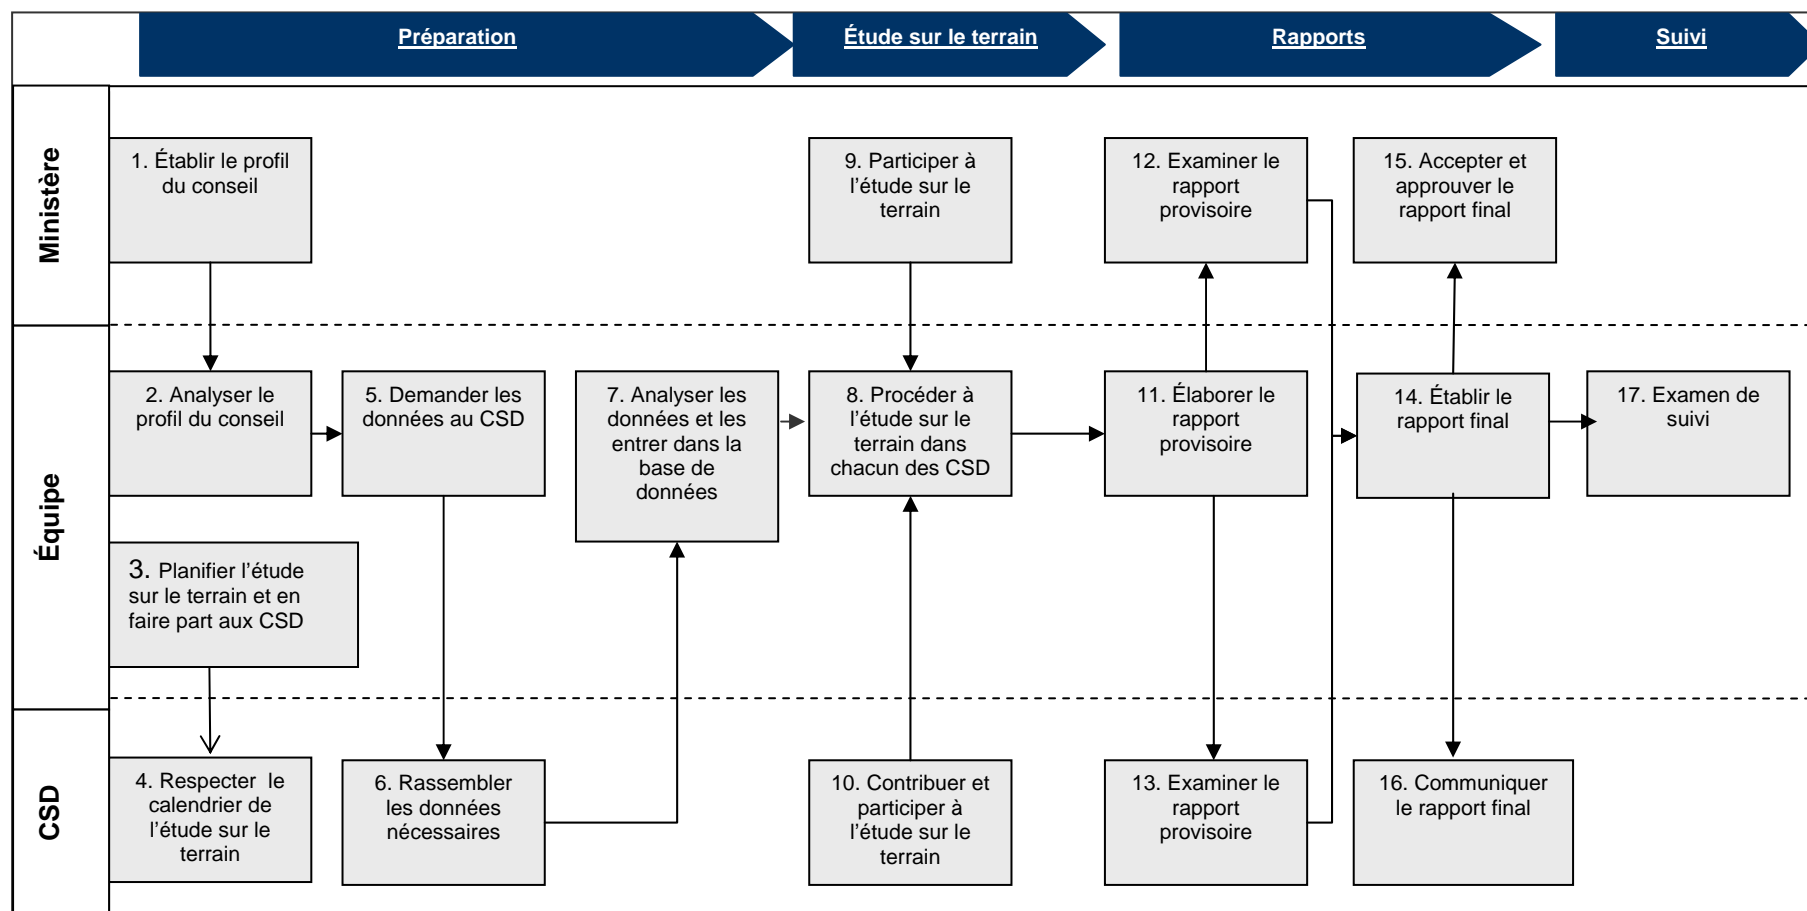 Préparation
Étude sur le terrain
Rapports
Suivi
Ministère
1. Établir le profil
du conseil
9. Participer à
l’étude sur le
terrain
12. Examiner le
rapport
provisoire
15. Accepter et
approuver le
rapport final
Équipe
2. Analyser le
profil du conseil
5. Demander les
données au CSD
7. Analyser les
données et les
entrer dans la
base de
données
8. Procéder à
l’étude sur le
terrain dans
chacun des CSD
11. Élaborer le
rapport
provisoire
14. Établir le
rapport final
17. Examen de
suivi
3. Planifier l’étude
sur le terrain et en
faire part aux CSD
CSD
4. Respecter  le
calendrier de
l’étude sur le
terrain
6. Rassembler
les données
nécessaires
10. Contribuer et
participer à
l’étude sur le
terrain
13. Examiner le
rapport
provisoire
16. Communiquer
le rapport final